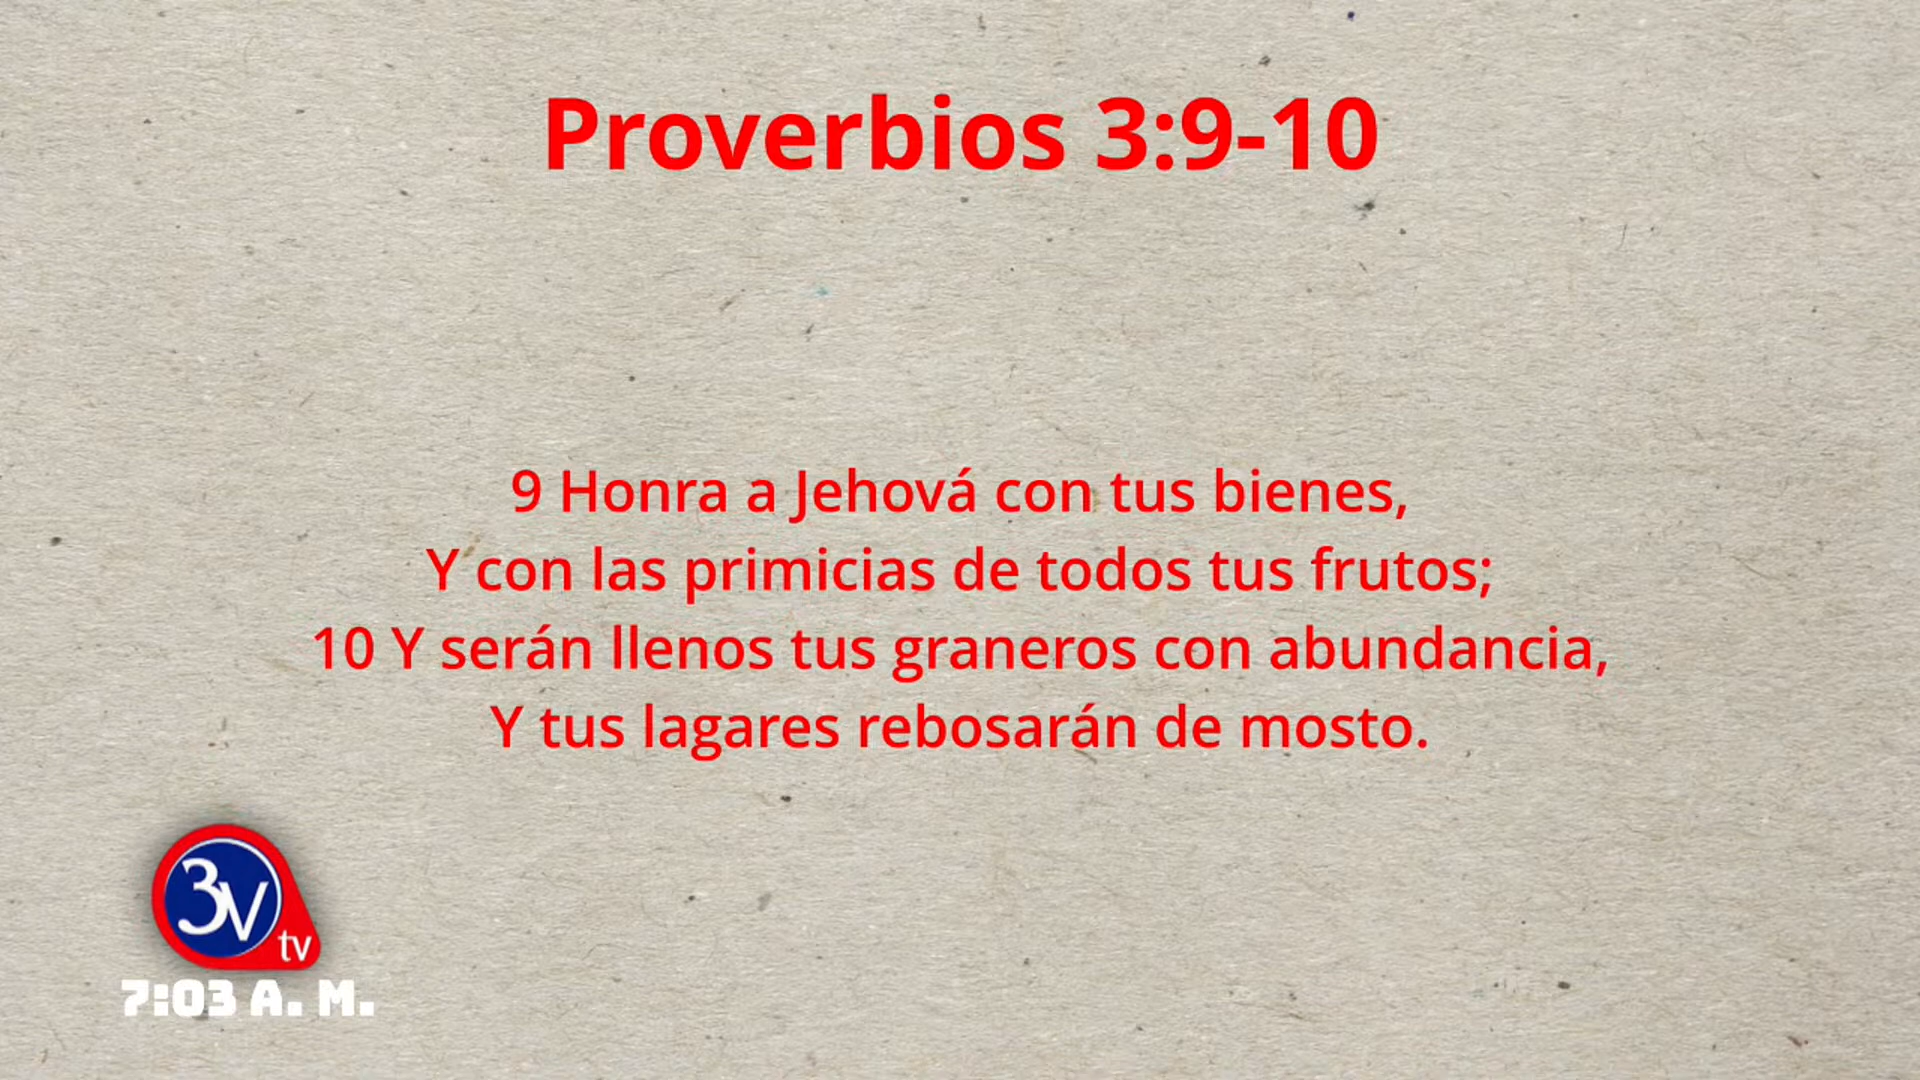 Proverbios 3:9-10
9 Honra a Jehová con tus bienes,
Y con las primicias de todos tus frutos;
10 Y serán llenos tus graneros con abundancia,
Y tus lagares rebosarán de mosto.
3V
tv
7:03 A. M.